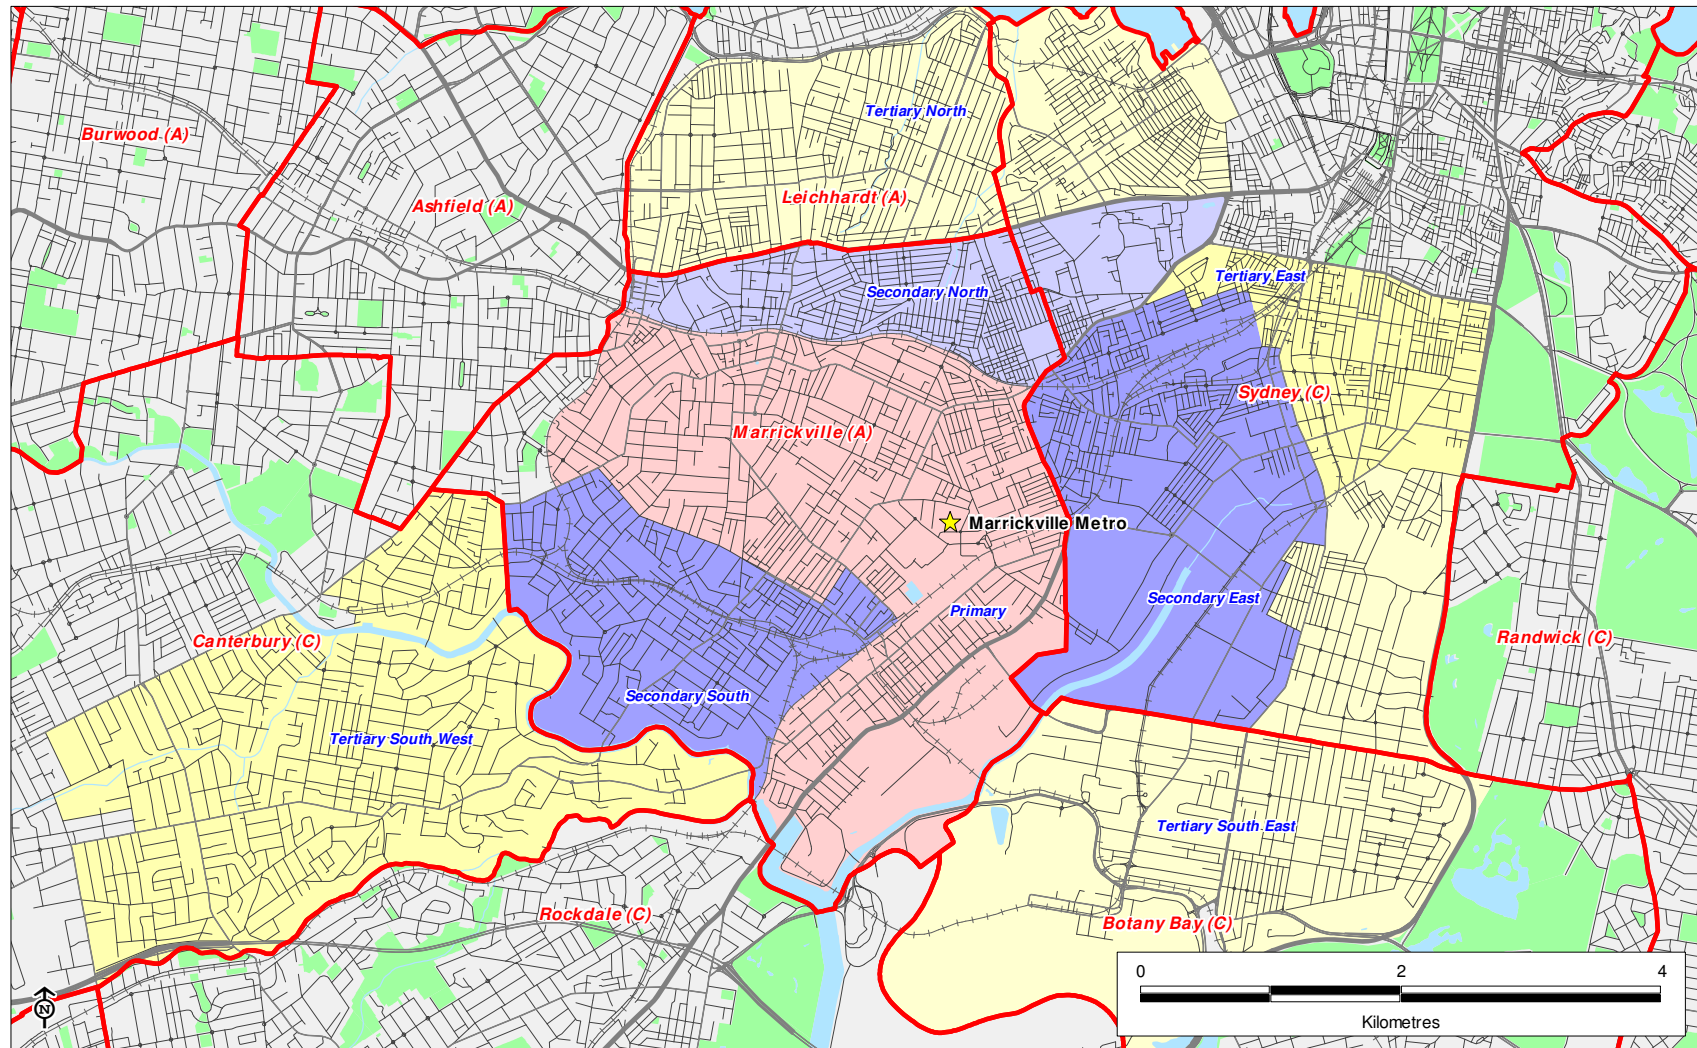 Tertiary North
Burwood (A)
Leichhardt (A)
Ashfield (A)
Tertiary East
Secondary North
Sydney (C)
Marrickville (A)
Marrickville Metro
Secondary East
Primary
Randwick (C)
Canterbury (C)
Secondary South
Tertiary South West
Tertiary South East
Rockdale (C)
Botany Bay (C)
0 2 4
Kilometres
N